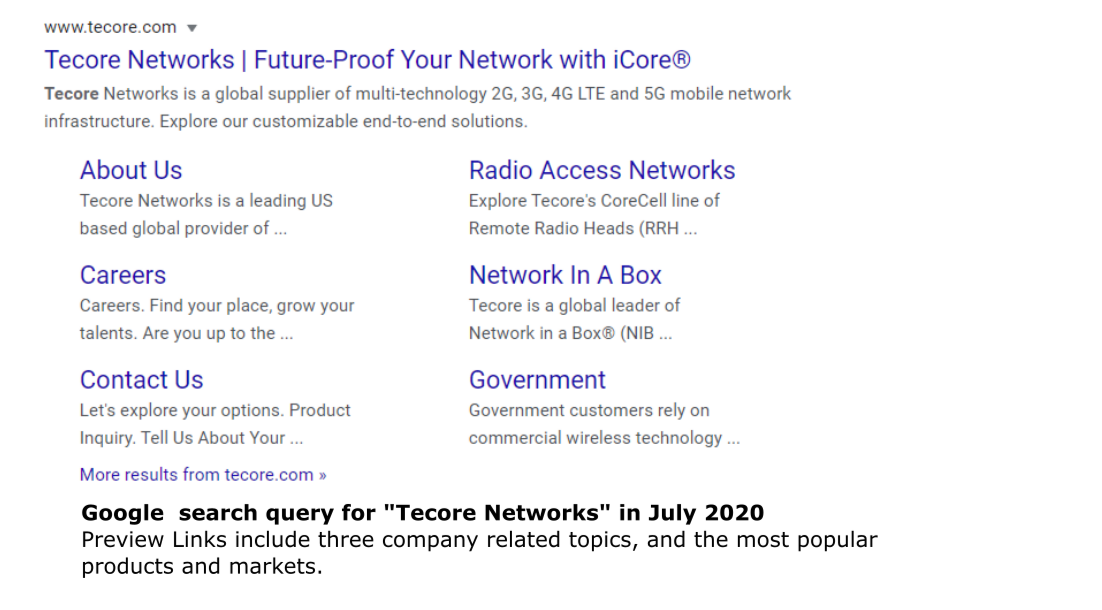 www.tecore.com
Tecore Networks | Future-Proof Your Network with iCore®
Tecore Networks is a global supplier of multi-technology 2G, 3G, 4G LTE and 5G mobile network
infrastructure. Explore our customizable end-to-end solutions.
About Us
Tecore Networks is a leading US
based global provider of ...
Radio Access Networks
Explore Tecore's CoreCell line of
Remote Radio Heads (RRH ...
Careers
Careers. Find your place, grow your
talents. Are you up to the ...
Network In A Box
Tecore is a global leader of
Network in a Box® (NIB ...
Contact Us
Let's explore your options. Product
Inquiry. Tell Us About Your ...
Government
Government customers rely on
commercial wireless technology ...
More results from tecore.com »
Google  search query for "Tecore Networks" in July 2020
Preview Links include three company related topics, and the most popular
products and markets.